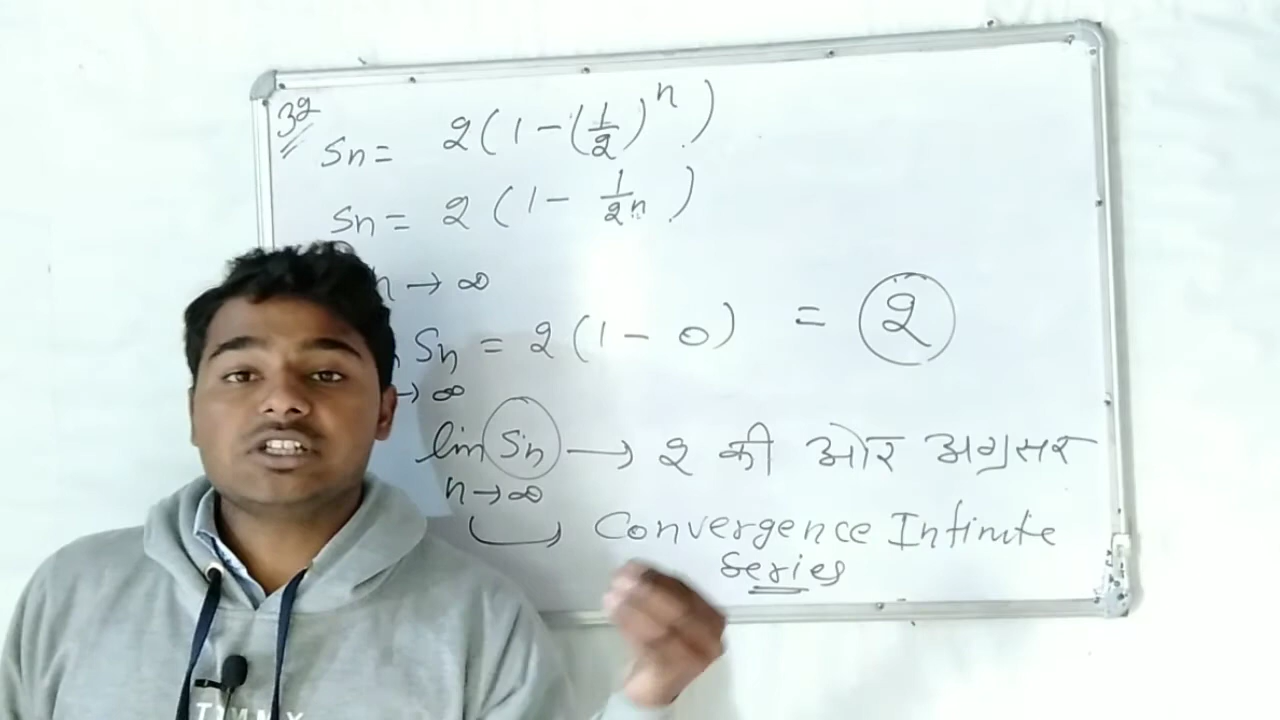 32
Sn = 2(1-(1/2)^n)
Sn = 2(1- 1/2n)
n → ∞
Sn = 2(1-0) = 2
→ ∞
lim Sn → 2 की ओर अग्रसर
n→∞
Convergence Infinite
Series